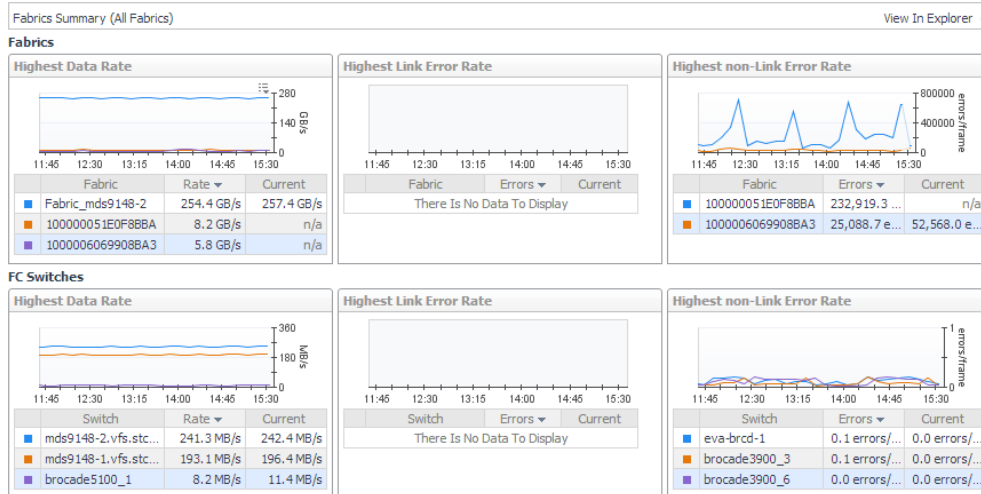 Fabrics Summary (All Fabrics) View In Explorer
Fabrics
Highest Data Rate
280
140
0
GB/s
11:45 12:30 13:15 14:00 14:45 15:30
Fabric Rate Current
Fabric_mds9148-2 254.4 GB/s 257.4 GB/s
100000051E0F8BBA 8.2 GB/s n/a
1000006069908BA3 5.8 GB/s n/a
Highest Link Error Rate
11:45 12:30 13:15 14:00 14:45 15:30
Fabric Errors Current
There Is No Data To Display
Highest non-Link Error Rate
800000
400000
0
errors/frame
11:45 12:30 13:15 14:00 14:45 15:30
Fabric Errors Current
100000051E0F8BBA 232,919.3 ... n/a
1000006069908BA3 25,088.7 e... 52,568.0 e...
FC Switches
Highest Data Rate
360
180
0
MB/s
11:45 12:30 13:15 14:00 14:45 15:30
Switch Rate Current
mds9148-2.vfs.stc... 241.3 MB/s 242.4 MB/s
mds9148-1.vfs.stc... 193.1 MB/s 196.4 MB/s
brocade5100_1 8.2 MB/s 11.4 MB/s
Highest Link Error Rate
11:45 12:30 13:15 14:00 14:45 15:30
Switch Errors Current
There Is No Data To Display
Highest non-Link Error Rate
1
0
errors/frame
11:45 12:30 13:15 14:00 14:45 15:30
Switch Errors Current
eva-brcd-1 0.1 errors/... 0.0 errors/...
brocade3900_3 0.1 errors/... 0.0 errors/...
brocade3900_6 0.0 errors/... 0.0 errors/...